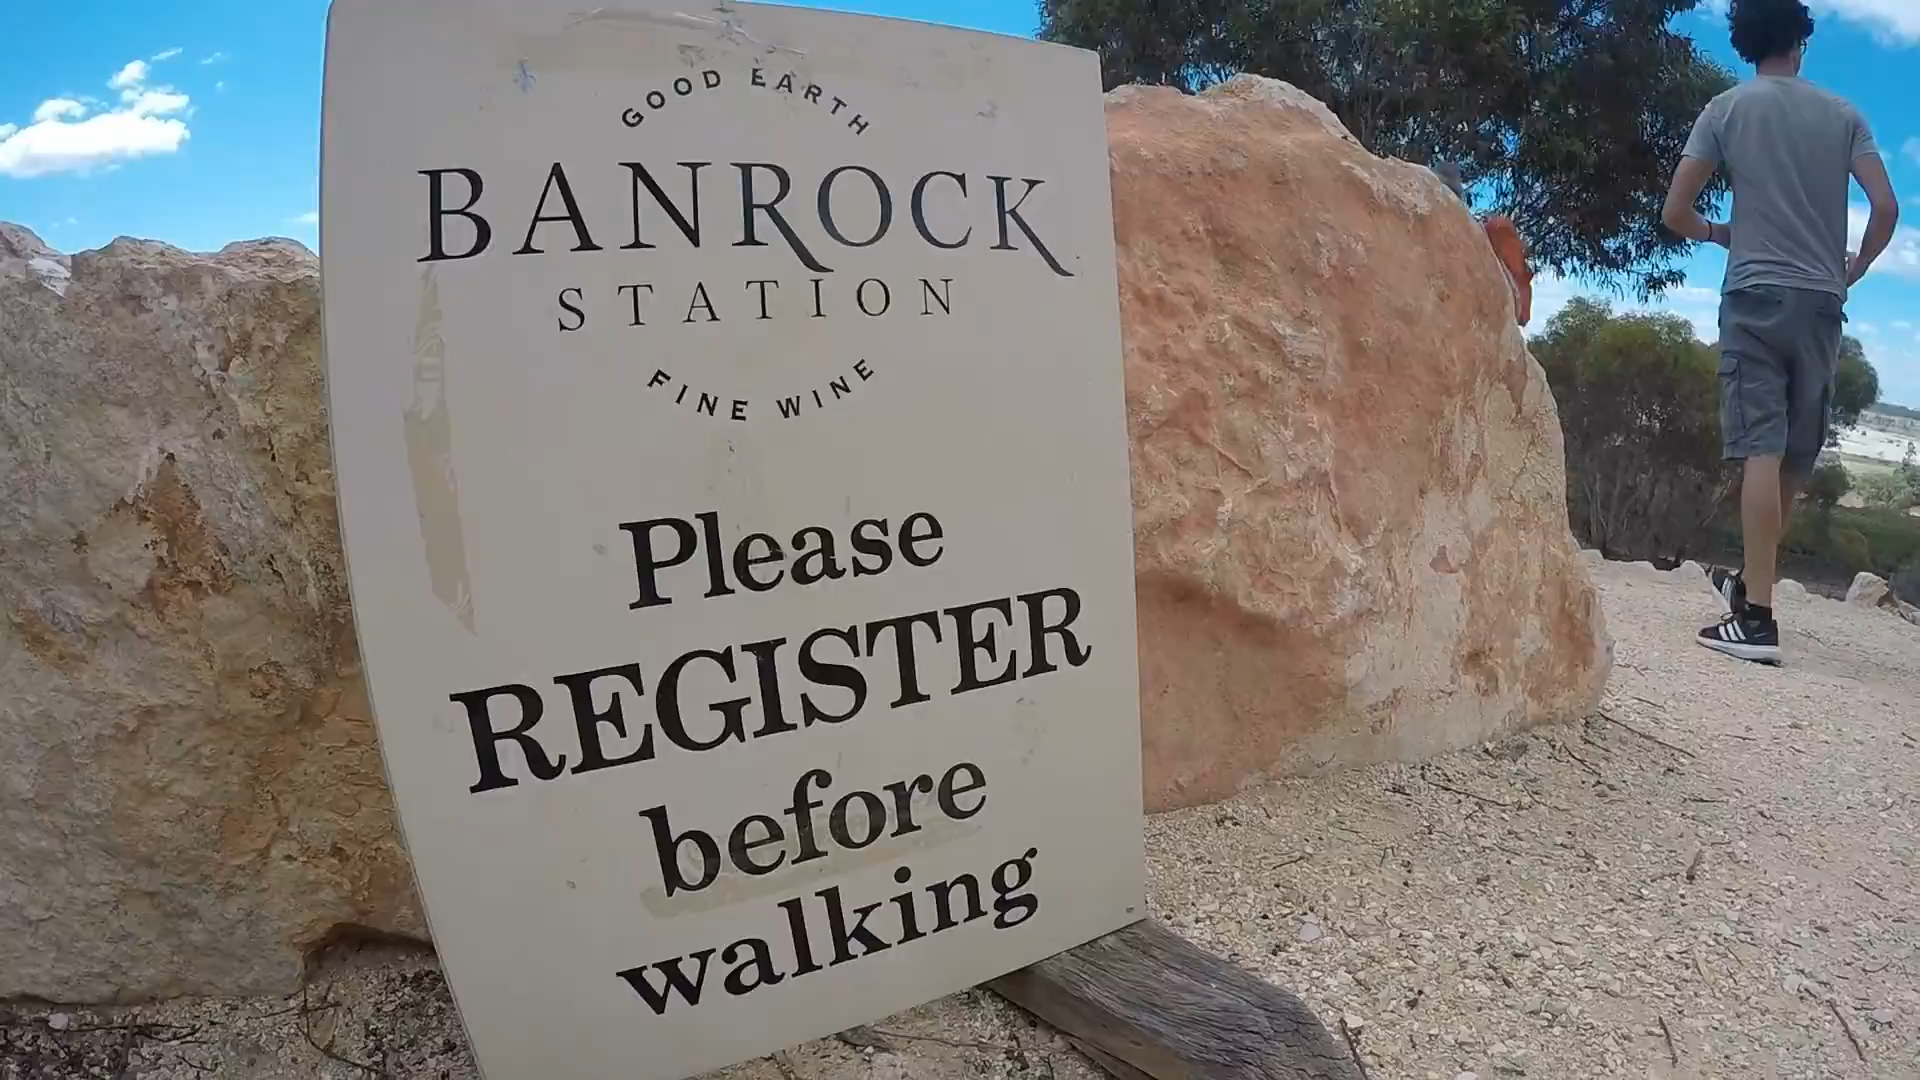 GOOD EARTH
BANROCK
STATION
FINE WINE
Please
REGISTER
before
walking